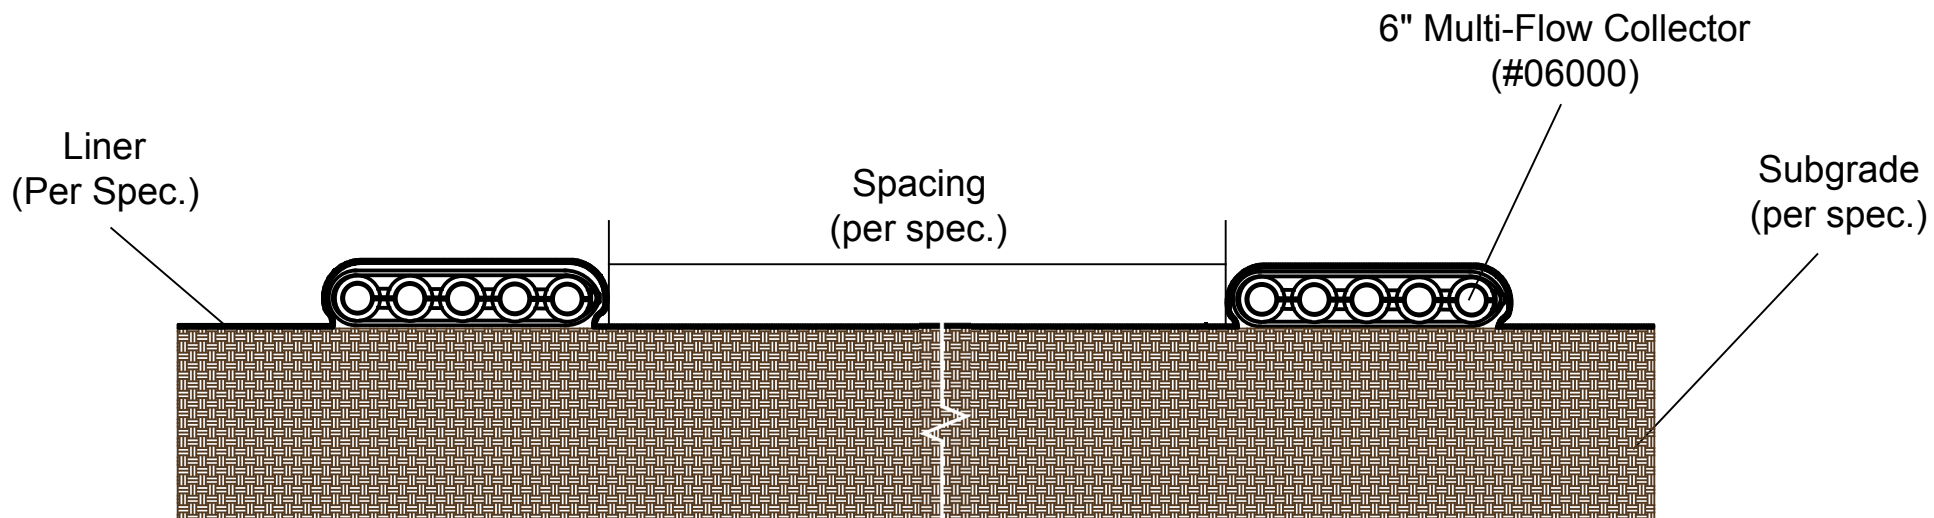 6" Multi-Flow Collector
(#06000)
Liner
(Per Spec.)
Spacing
(per spec.)
Subgrade
(per spec.)